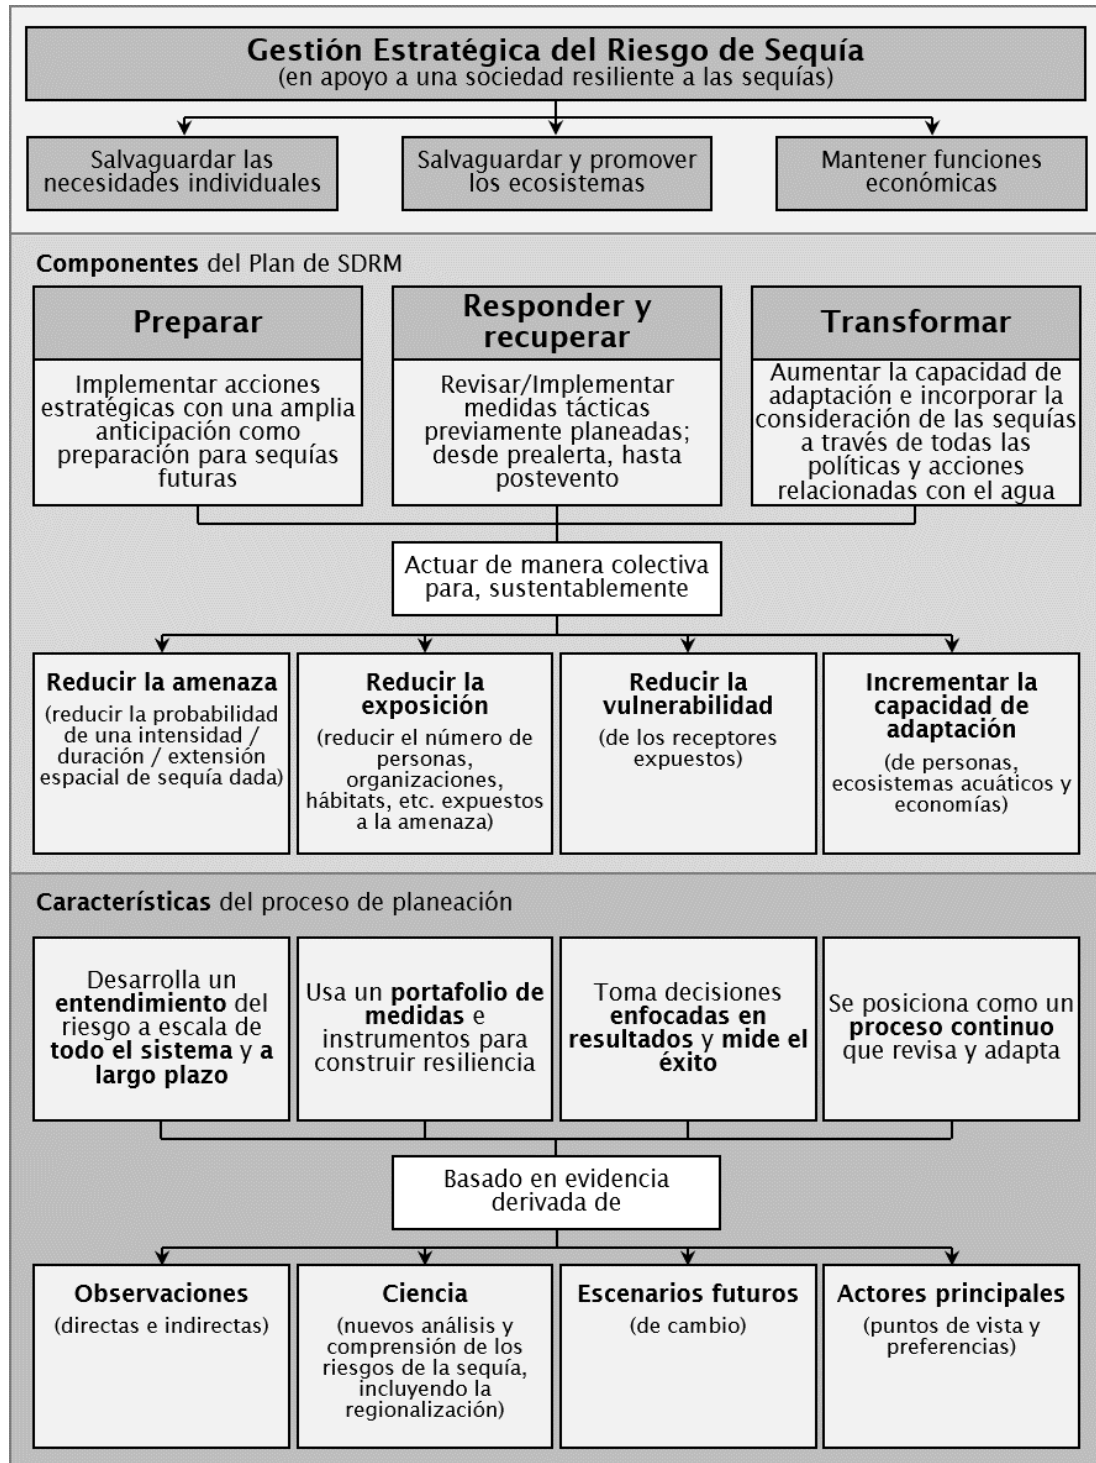 Gestión Estratégica del Riesgo de Sequía
(en apoyo a una sociedad resiliente a las sequías)
Salvaguardar las
necesidades individuales
Salvaguardar y promover
los ecosistemas
Mantener funciones
económicas
Componentes del Plan de SDRM
Preparar
Implementar acciones
estratégicas con una amplia
anticipación como
preparación para sequías
futuras
Responder y
recuperar
Revisar/Implementar
medidas tácticas
previamente planeadas;
desde prealerta, hasta
postevento
Transformar
Aumentar la capacidad de
adaptación e incorporar la
consideración de las sequías
a través de todas las
políticas y acciones
relacionadas con el agua
Actuar de manera colectiva
para, sustentablemente
Reducir la amenaza
(reducir la probabilidad
de una intensidad /
duración / extensión
espacial de sequía dada)
Reducir la
exposición
(reducir el número de
personas,
organizaciones,
hábitats, etc. expuestos
a la amenaza)
Reducir la
vulnerabilidad
(de los receptores
expuestos)
Incrementar la
capacidad de
adaptación
(de personas,
ecosistemas acuáticos y
economías)
Características del proceso de planeación
Desarrolla un
entendimiento del
riesgo a escala de
todo el sistema y a
largo plazo
Usa un portafolio de
medidas e
instrumentos para
construir resiliencia
Toma decisiones
enfocadas en
resultados y mide el
éxito
Se posiciona como un
proceso continuo
que revisa y adapta
Basado en evidencia
derivada de
Observaciones
(directas e indirectas)
Ciencia
(nuevos análisis y
comprensión de los
riesgos de la sequía,
incluyendo la
regionalización)
Escenarios futuros
(de cambio)
Actores principales
(puntos de vista y
preferencias)